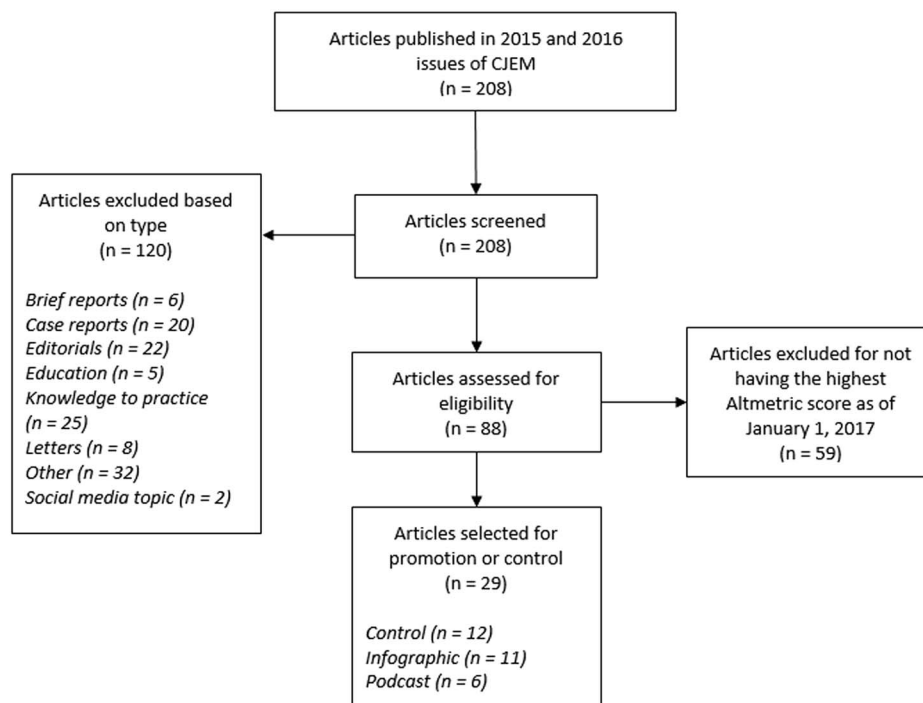 Articles published in 2015 and 2016
issues of CJEM
(n = 208)
Articles screened
(n = 208)
Articles excluded based
on type
(n = 120)
Brief reports (n = 6)
Case reports (n = 20)
Editorials (n = 22)
Education (n = 5)
Knowledge to practice
(n = 25)
Letters (n = 8)
Other (n = 32)
Social media topic (n = 2)
Articles assessed for
eligibility
(n = 88)
Articles excluded for not
having the highest
Altmetric score as of
January 1, 2017
(n = 59)
Articles selected for
promotion or control
(n = 29)
Control (n = 12)
Infographic (n = 11)
Podcast (n = 6)